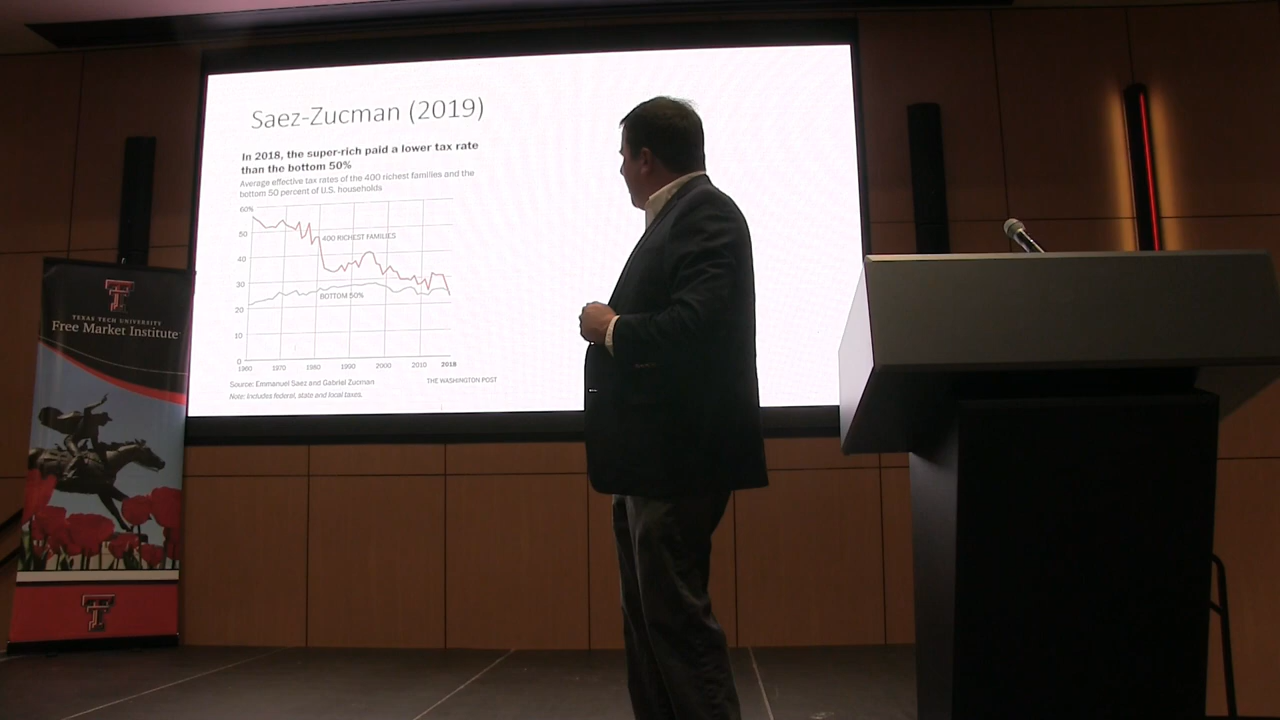 Saez-Zucman (2019)
In 2018, the super-rich paid a lower tax rate
than the bottom 50%
Average effective tax rates of the 400 richest families and the
bottom 50 percent of U.S. households
60%
50
400 RICHEST FAMILIES
40
30
BOTTOM 50%
20
10
0
1960 1970 1980 1990 2000 2010 2018
Source: Emmanuel Saez and Gabriel Zucman
THE WASHINGTON POST
Note: Includes federal, state and local taxes.
TEXAS TECH UNIVERSITY
Free Market Institute